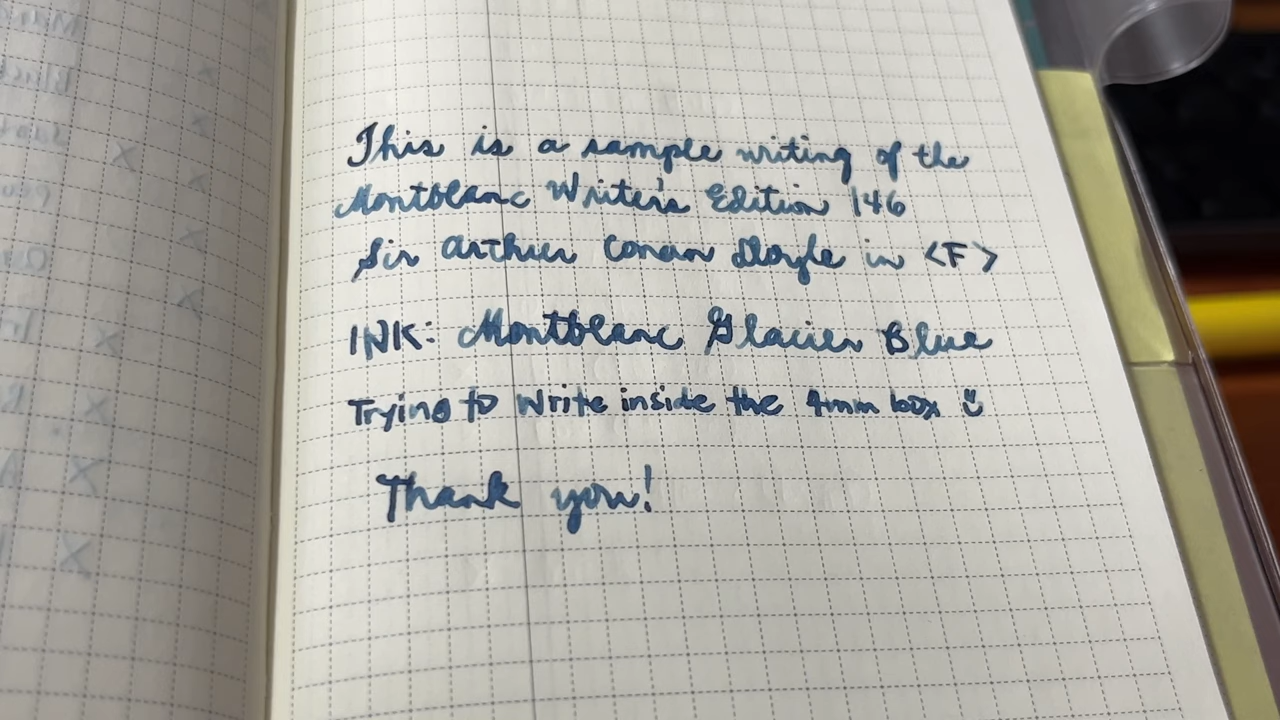 This is a sample writing of the
Montblanc Writer's Edition 146
Sir Arthur Conan Doyle in <F>
INK: Montblanc Glacier Blue
Trying to write inside the 4mm box
Thank you!